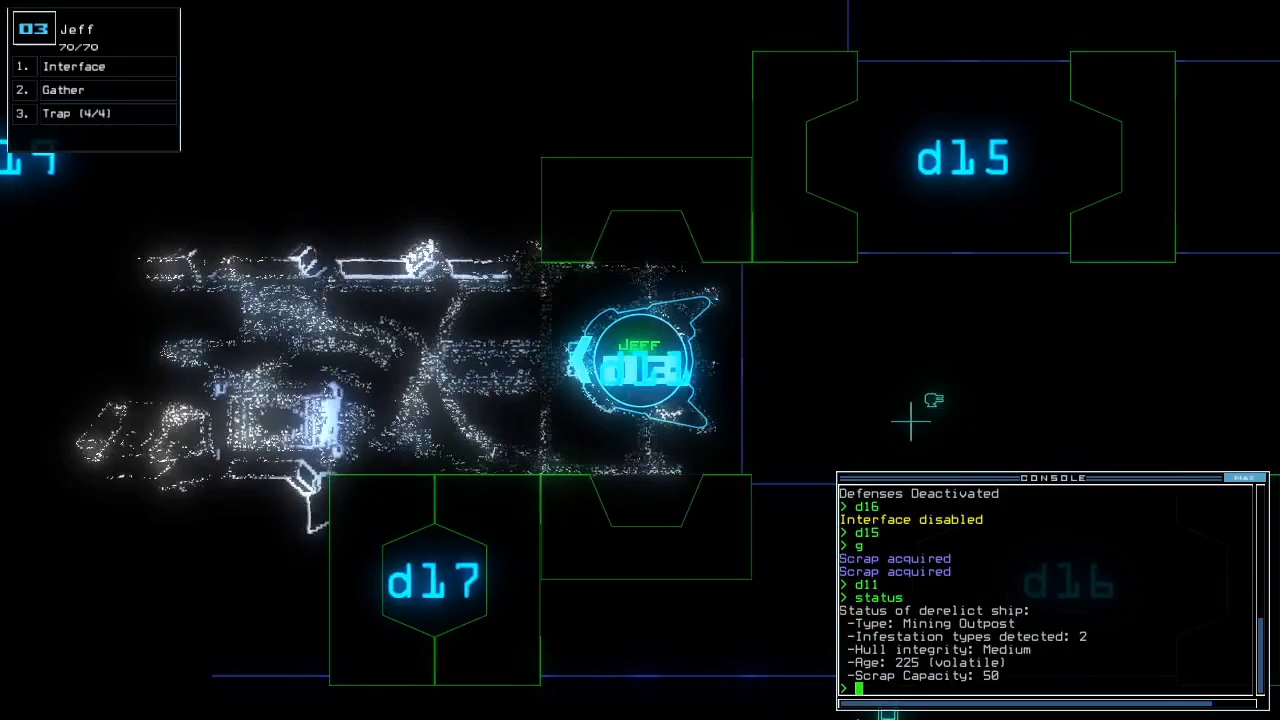 03 Jeff
70/70
1. Interface
2. Gather
3. Trap (4/4)
d15
JEFF
d17
d16
CONSOLE
MAX
Defenses Deactivated
> d16
Interface disabled
> d15
> g
Scrap acquired
Scrap acquired
> d11
> status
Status of derelict ship:
-Type: Mining Outpost
-Infestation types detected: 2
-Hull integrity: Medium
-Age: 225 (volatile)
-Scrap Capacity: 50
>